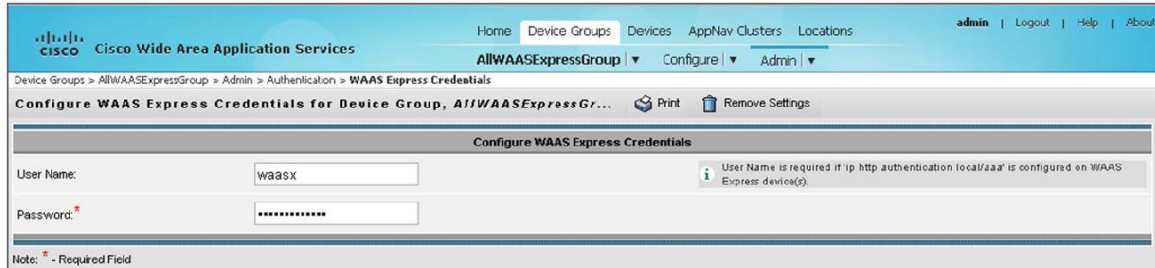 Home Device Groups Devices AppNav Clusters Locations
admin | Logout | Help | About
CISCO Cisco Wide Area Application Services
AllWAASExpressGroup | ▼ Configure | ▼ Admin | ▼
Device Groups > AllWAASExpressGroup > Admin > Authentication > WAAS Express Credentials
Configure WAAS Express Credentials for Device Group, AllWAASExpressGr... Print Remove Settings
Configure WAAS Express Credentials
User Name: waasx
User Name is required if 'ip http authentication local/aaa' is configured on WAAS
Express device(s).
Password:* •••••••••••••
Note: * - Required Field